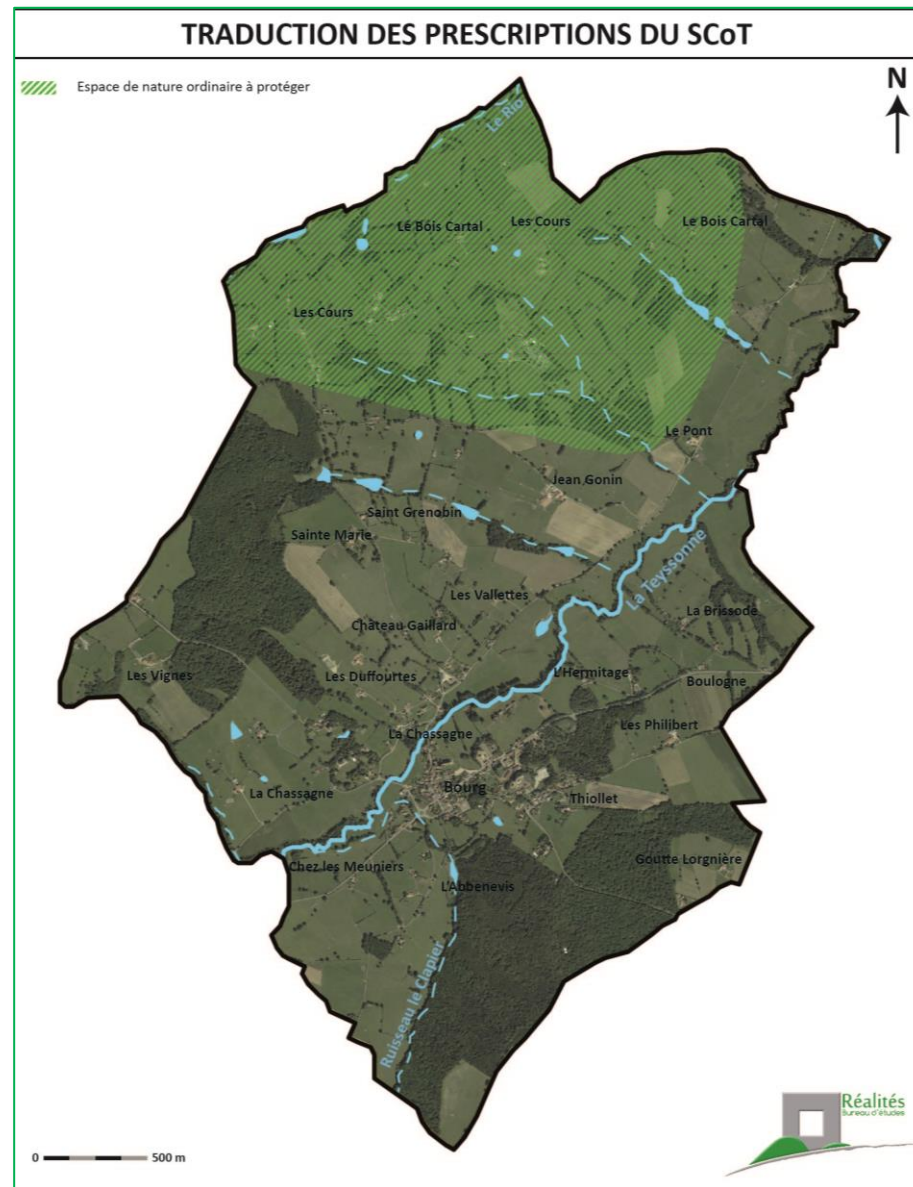 TRADUCTION DES PRESCRIPTIONS DU SCoT
Espace de nature ordinaire à protéger
N
Le Rio
Le Bois Cartal
Les Cours
Le Bois Cartal
Les Cours
Le Pont
Jean Gonin
Saint Grenobin
Sainte Marie
La Teyssonne
Les Vallettes
La Brissode
Château Gaillard
L'Hermitage
Les Vignes
Les Duffourtes
Boulogne
Les Philibert
La Chassagne
La Chassagne
Bourg
Thiollet
Goutte Lorgnière
Chez les Meuniers
L'Abbenevis
Ruisseau le Clapier
Réalités
Bureau d'études
0 500 m